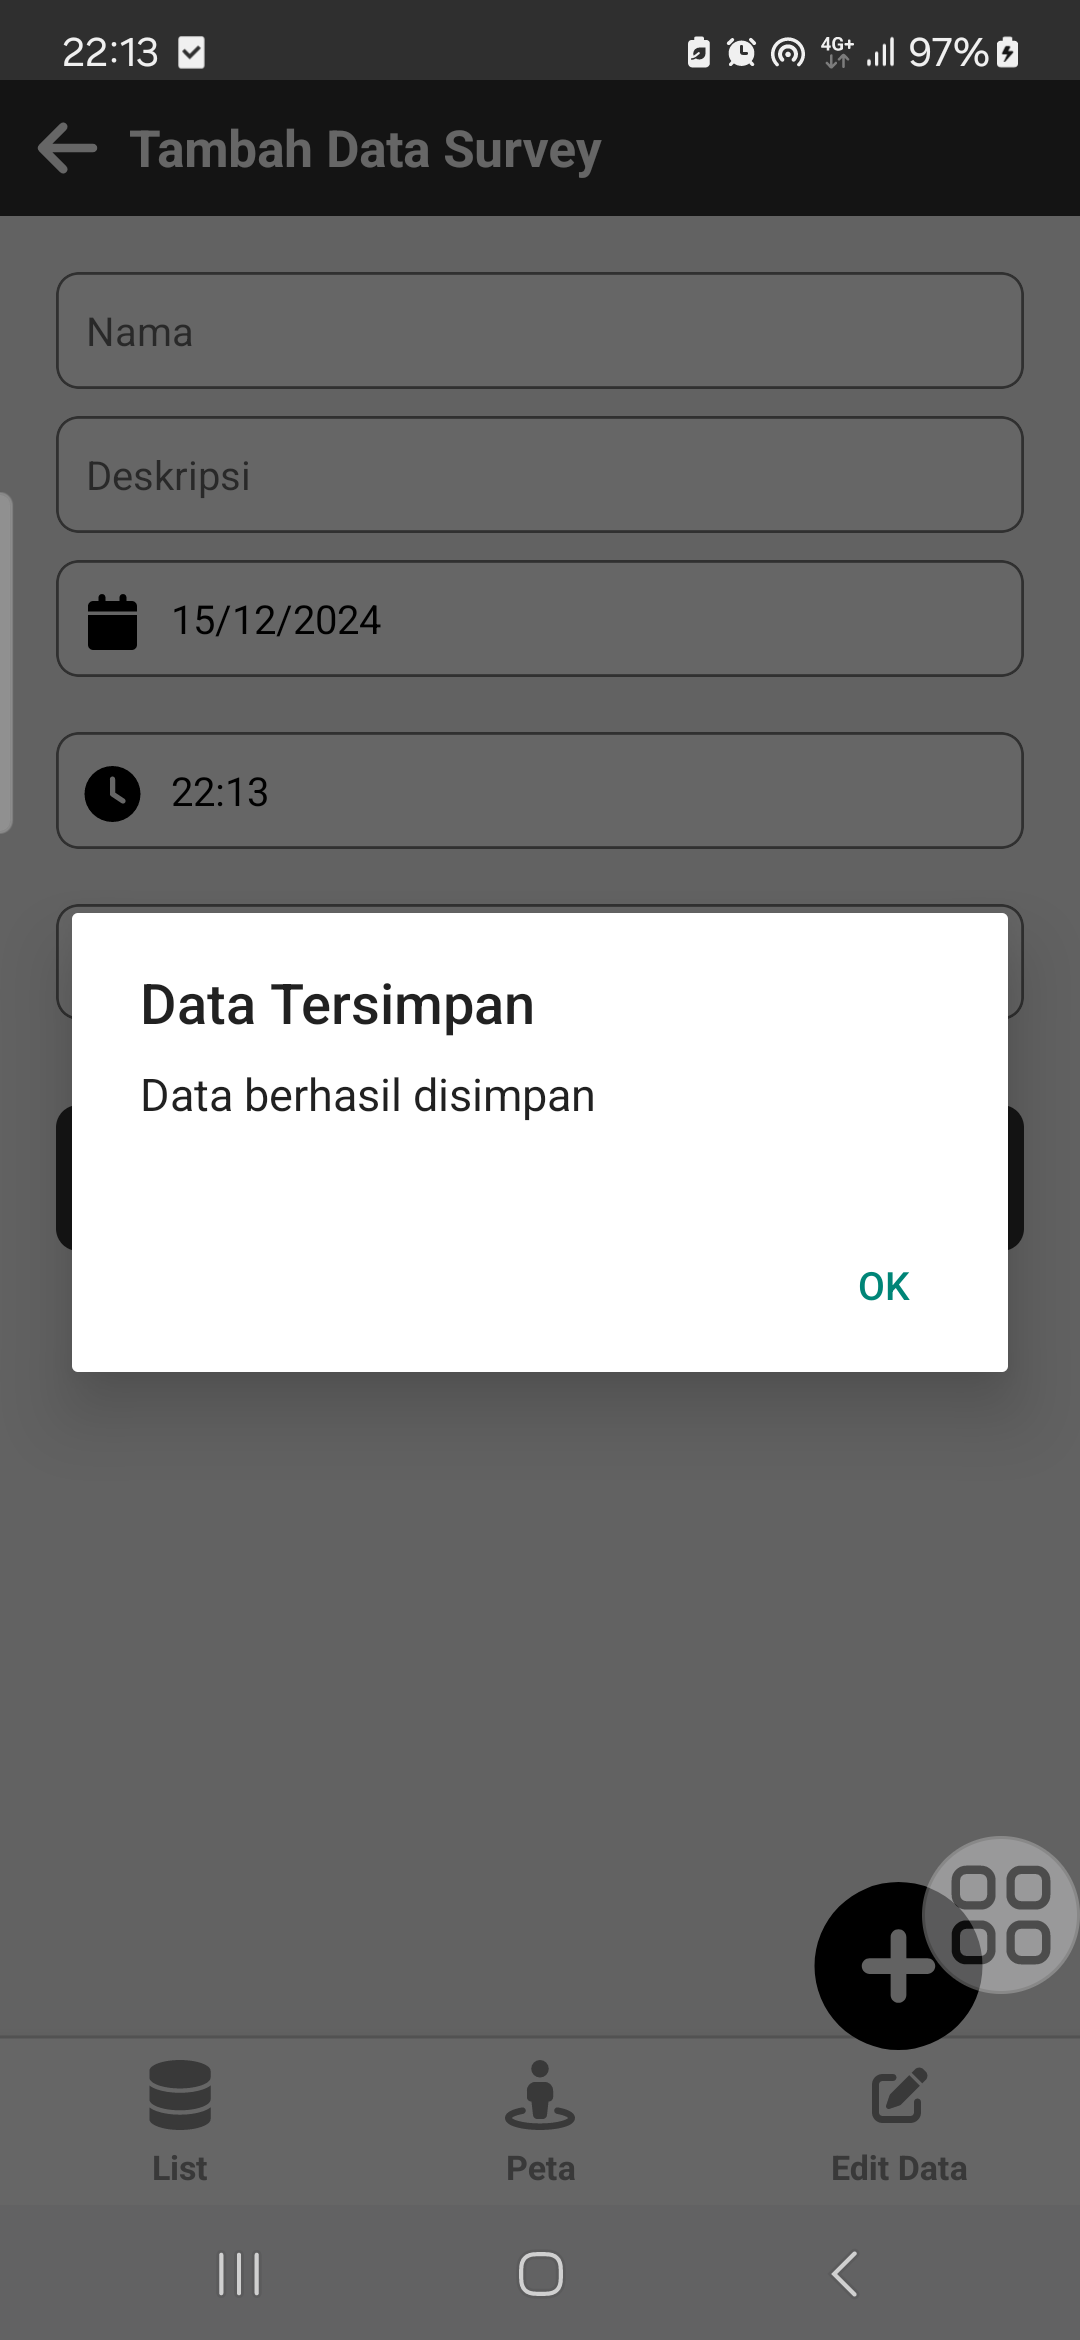 22:13
4G+
97%
Tambah Data Survey
Nama
Deskripsi
15/12/2024
22:13
Data Tersimpan
Data berhasil disimpan
OK
List
Peta
Edit Data